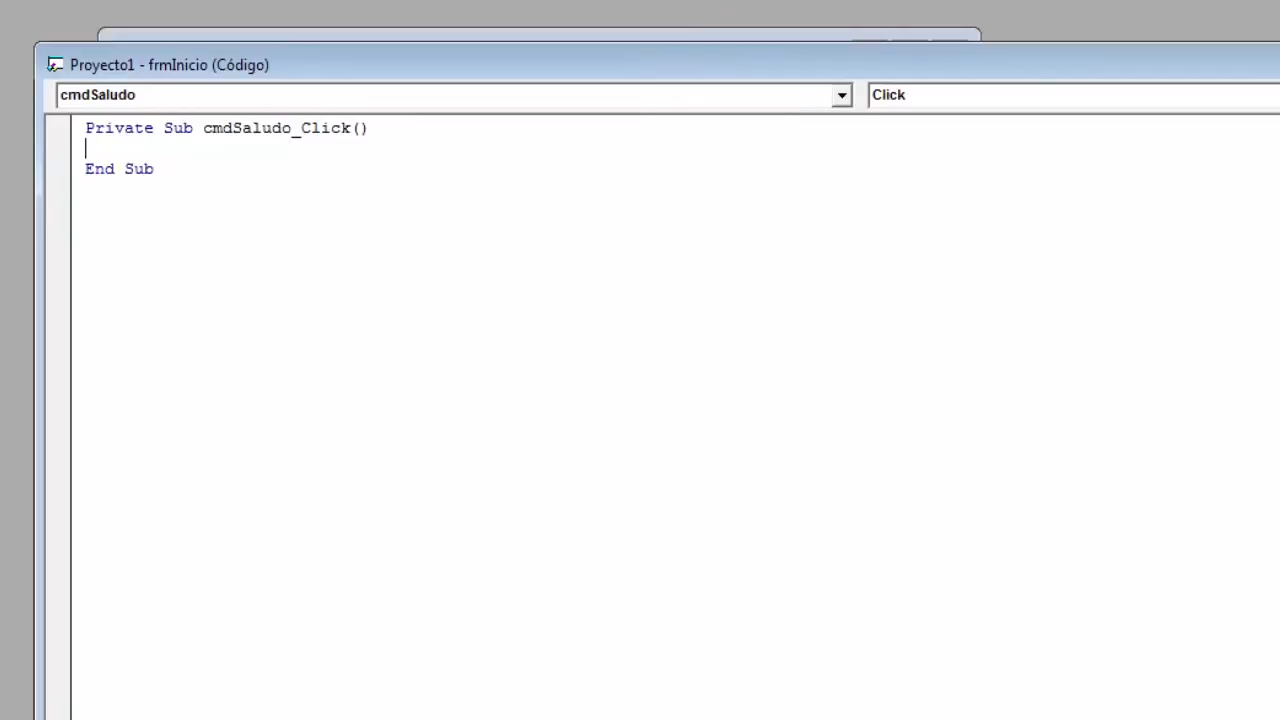 Proyecto1 - frmInicio (Código)
cmdSaludo
Click
Private Sub cmdSaludo_Click()
End Sub